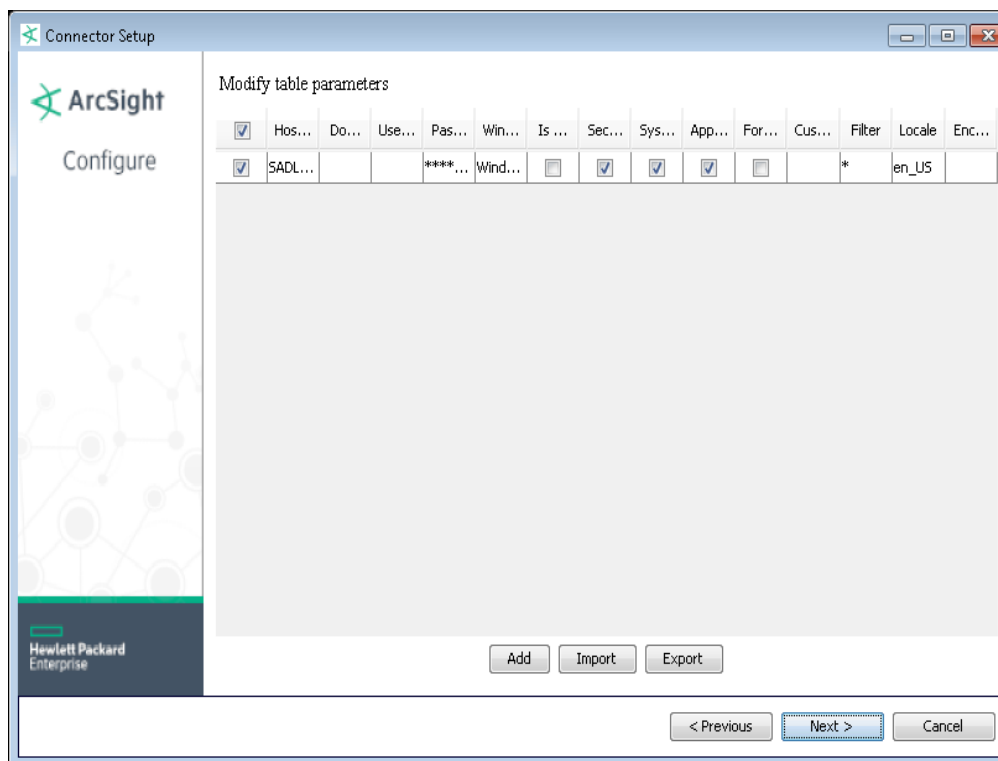 Connector Setup
ArcSight
Configure
Modify table parameters
Hos... Do... Use... Pas... Win... Is ... Sec... Sys... App... For... Cus... Filter Locale Enc...
SADL... ****... Wind... * en_US
Add Import Export
Hewlett Packard
Enterprise
< Previous Next > Cancel